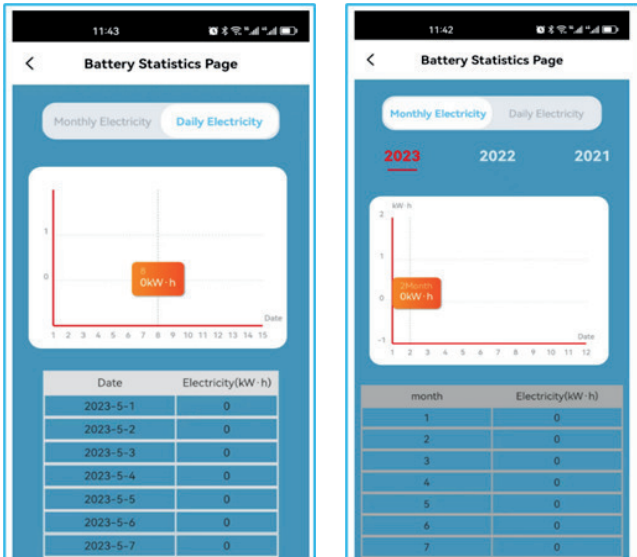 11:43
Battery Statistics Page
Monthly Electricity Daily Electricity
1
0
8
0kW·h
Date
1 2 3 4 5 6 7 8 9 10 11 12 13 14 15
Date Electricity(kW·h)
2023-5-1 0
2023-5-2 0
2023-5-3 0
2023-5-4 0
2023-5-5 0
2023-5-6 0
2023-5-7 0
11:42
Battery Statistics Page
Monthly Electricity Daily Electricity
2023 2022 2021
kW·h
2
1
0
2Month
0kW·h
-1
Date
1 2 3 4 5 6 7 8 9 10 11 12
month Electricity(kW·h)
1 0
2 0
3 0
4 0
5 0
6 0
7 0